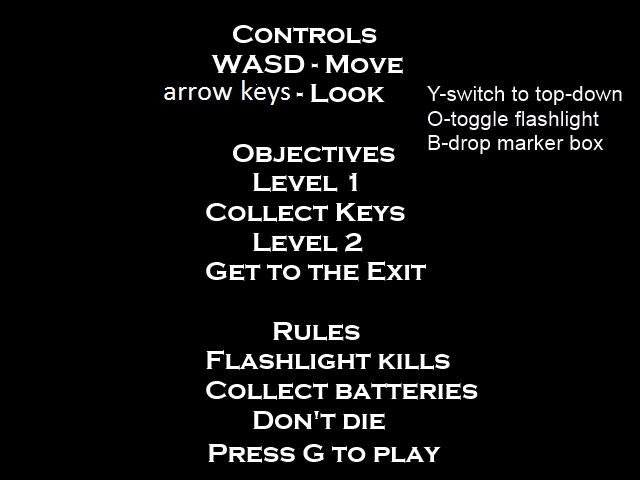 Controls
WASD - Move
arrow keys - Look
Y-switch to top-down
O-toggle flashlight
B-drop marker box
Objectives
Level 1
Collect Keys
Level 2
Get to the Exit
Rules
Flashlight kills
Collect batteries
Don't die
Press G to play